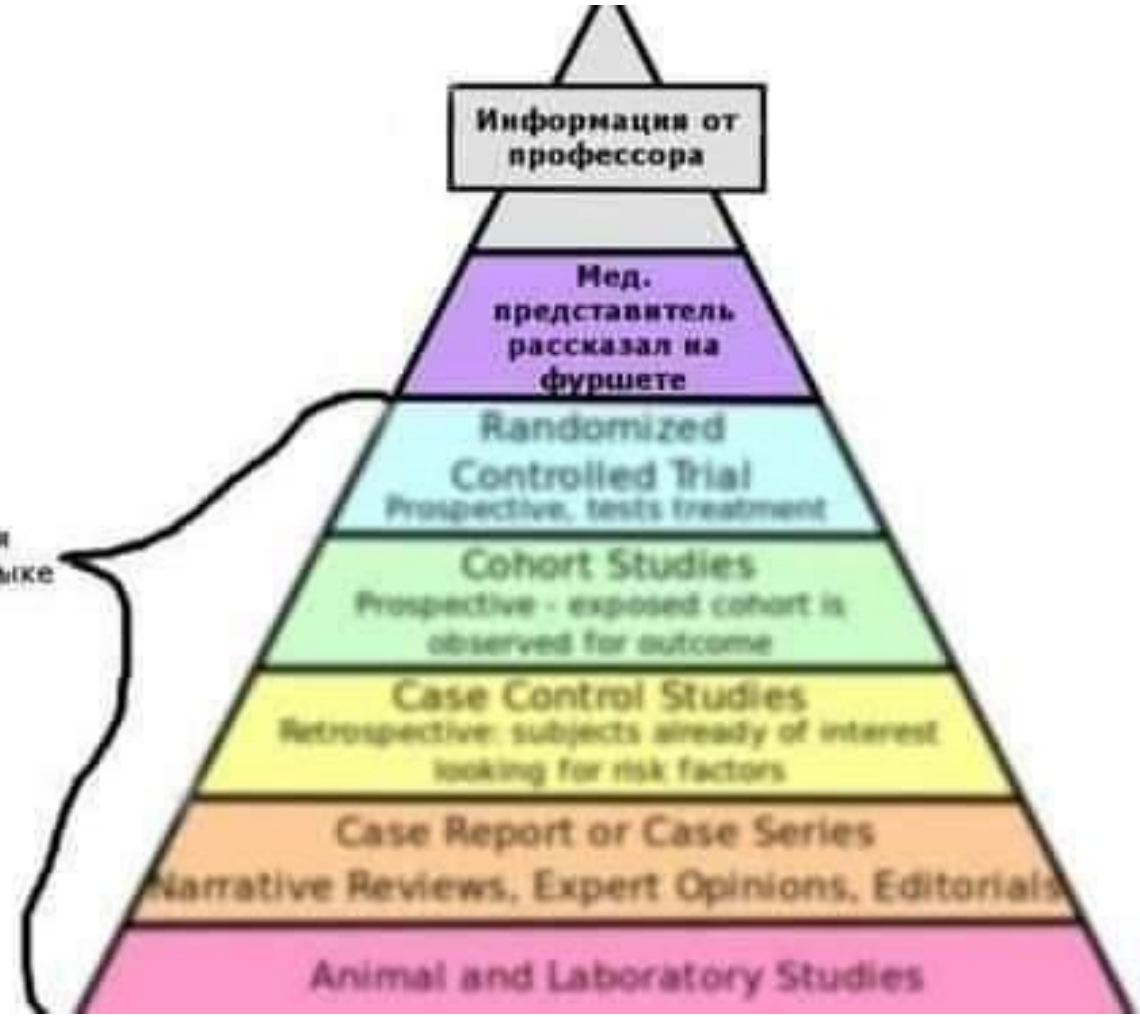 Информация от
профессора
Мед.
представитель
рассказал на
фуршете
Randomized
Controlled Trial
Prospective, tests treatment
Cohort Studies
Prospective - exposed cohort is
observed for outcome
Case Control Studies
Retrospective: subjects already of interest
looking for risk factors
Case Report or Case Series
Narrative Reviews, Expert Opinions, Editorials
Animal and Laboratory Studies